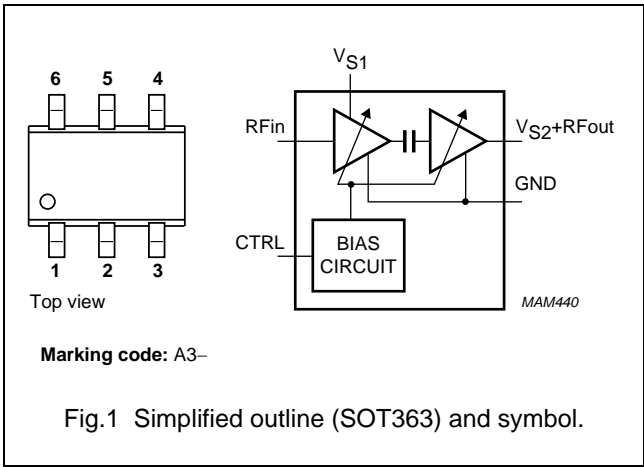 6 5 4
1 2 3
Top view
Marking code: A3–
VS1
RFin
VS2+RFout
GND
CTRL
BIAS
CIRCUIT
MAM440
Fig.1 Simplified outline (SOT363) and symbol.